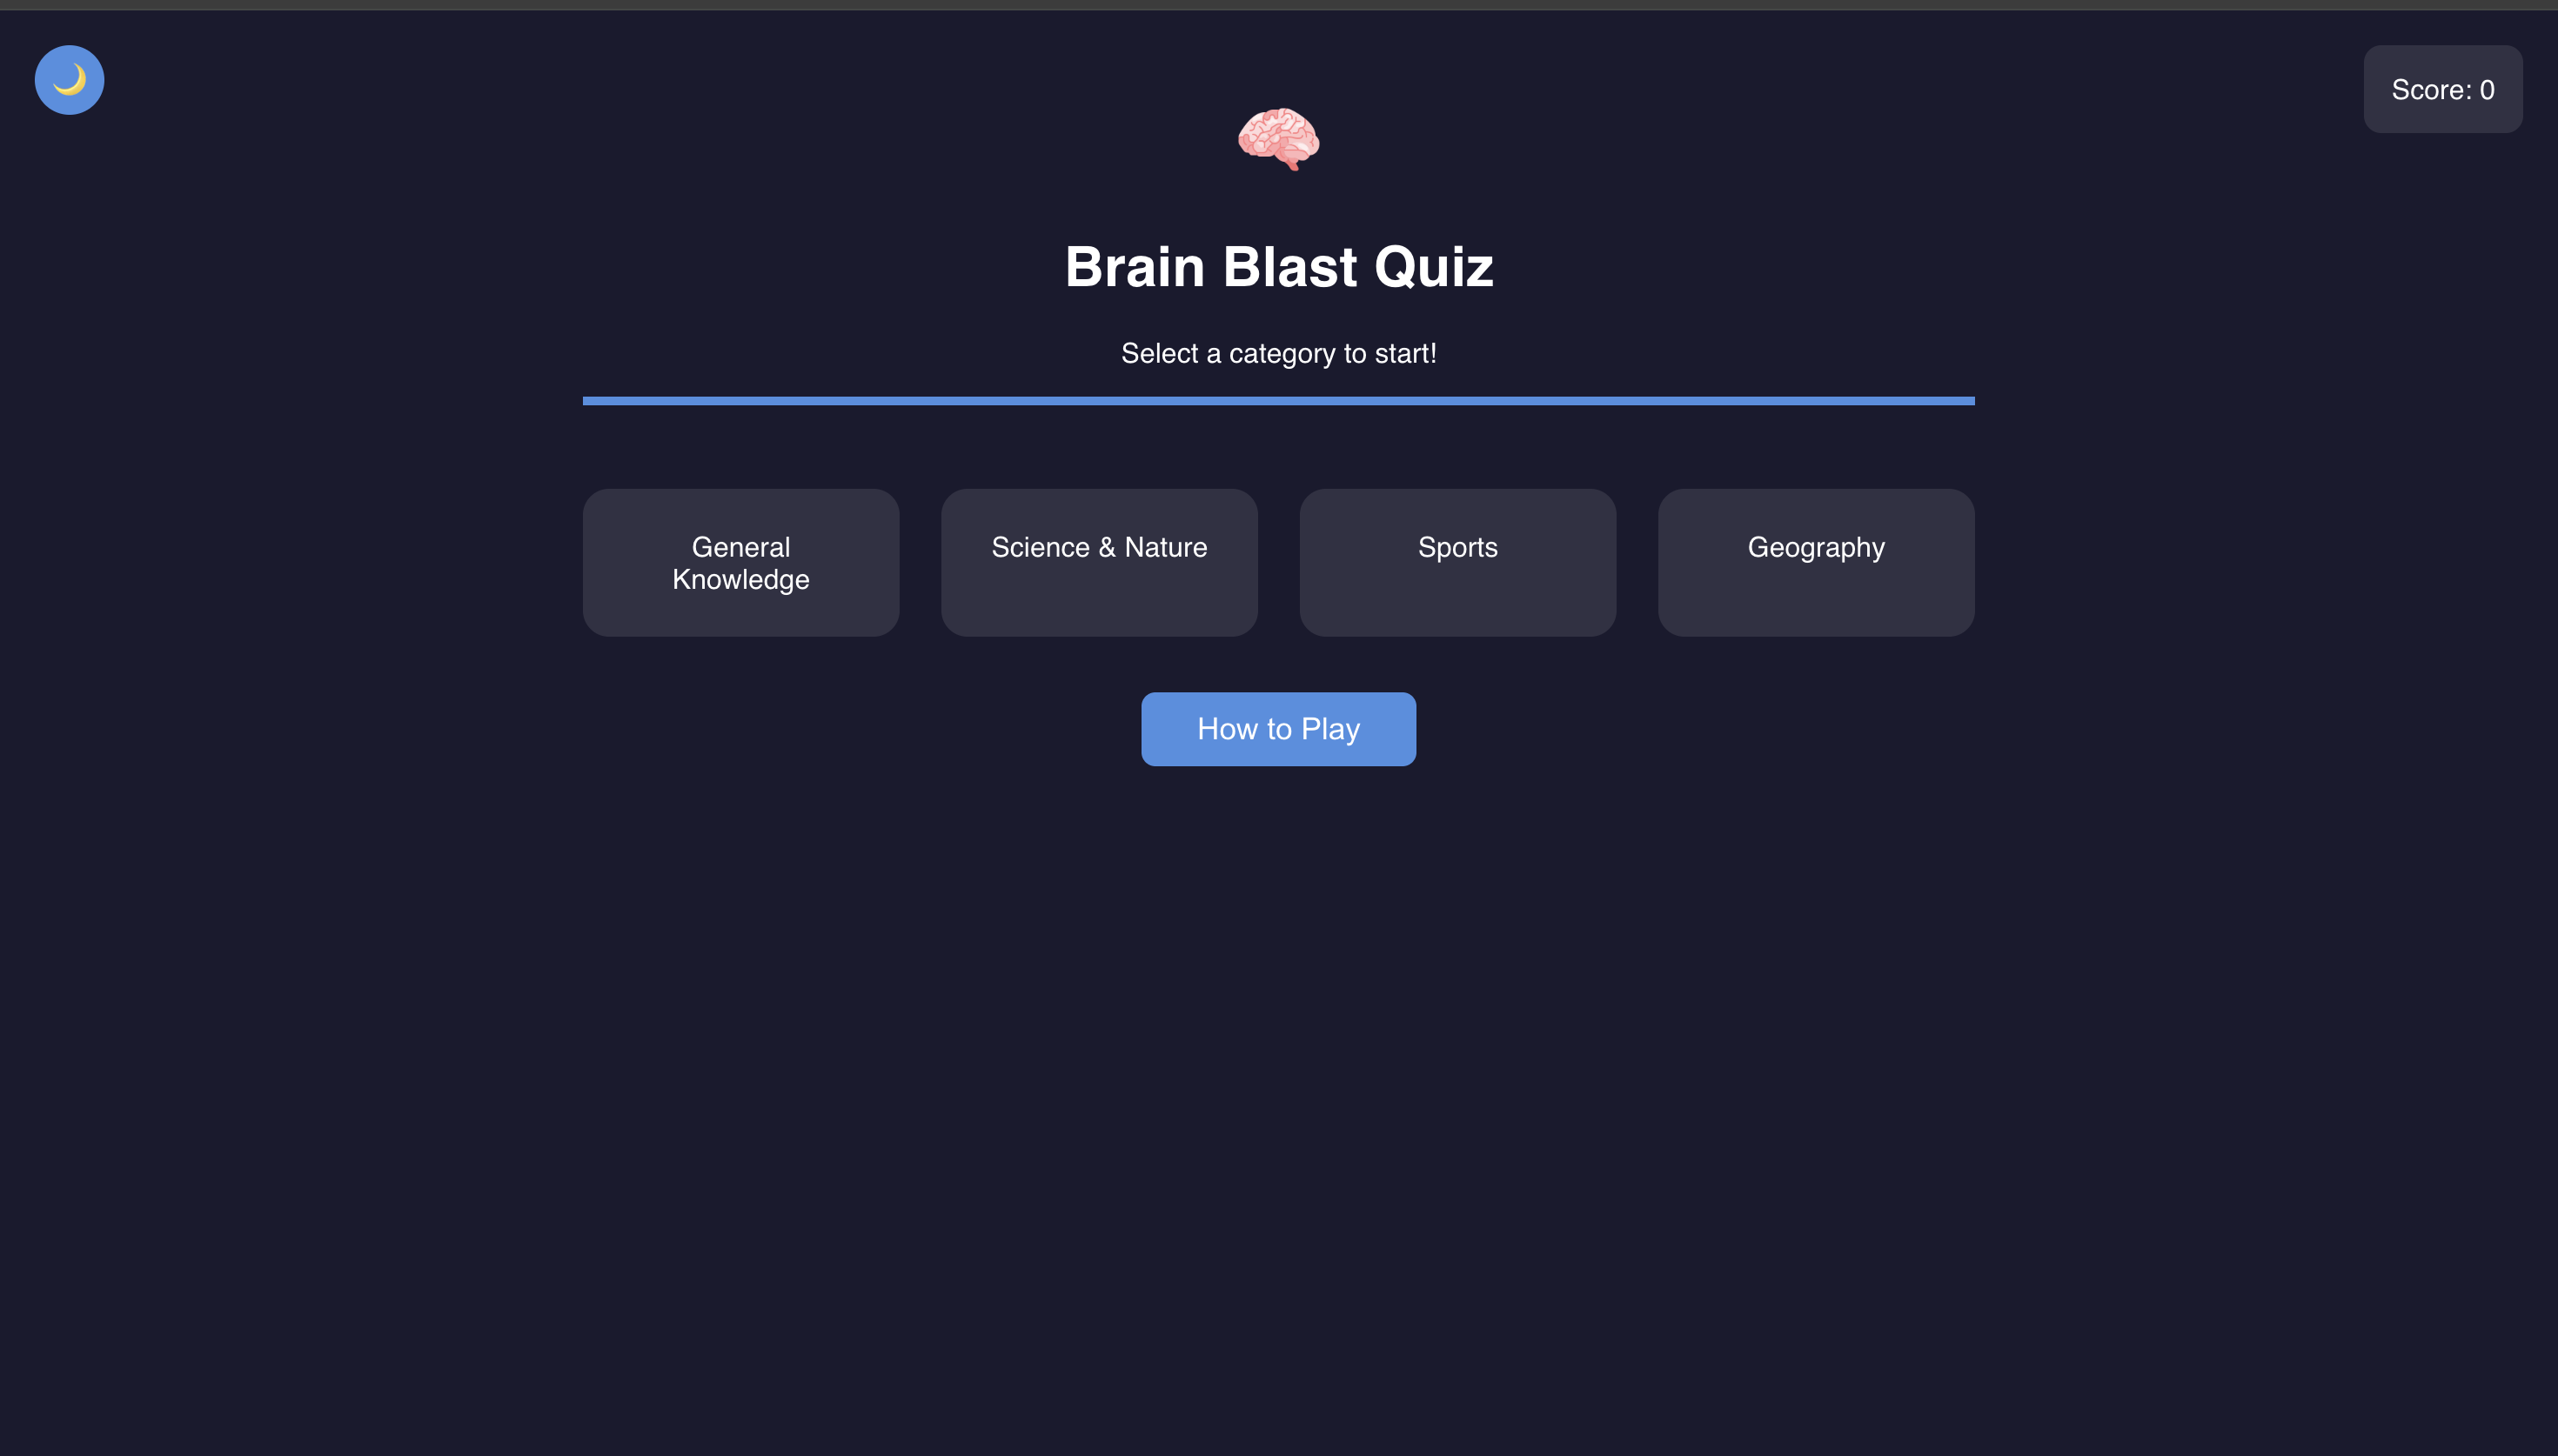 Score: 0
Brain Blast Quiz
Select a category to start!
General
Knowledge
Science & Nature
Sports
Geography
How to Play